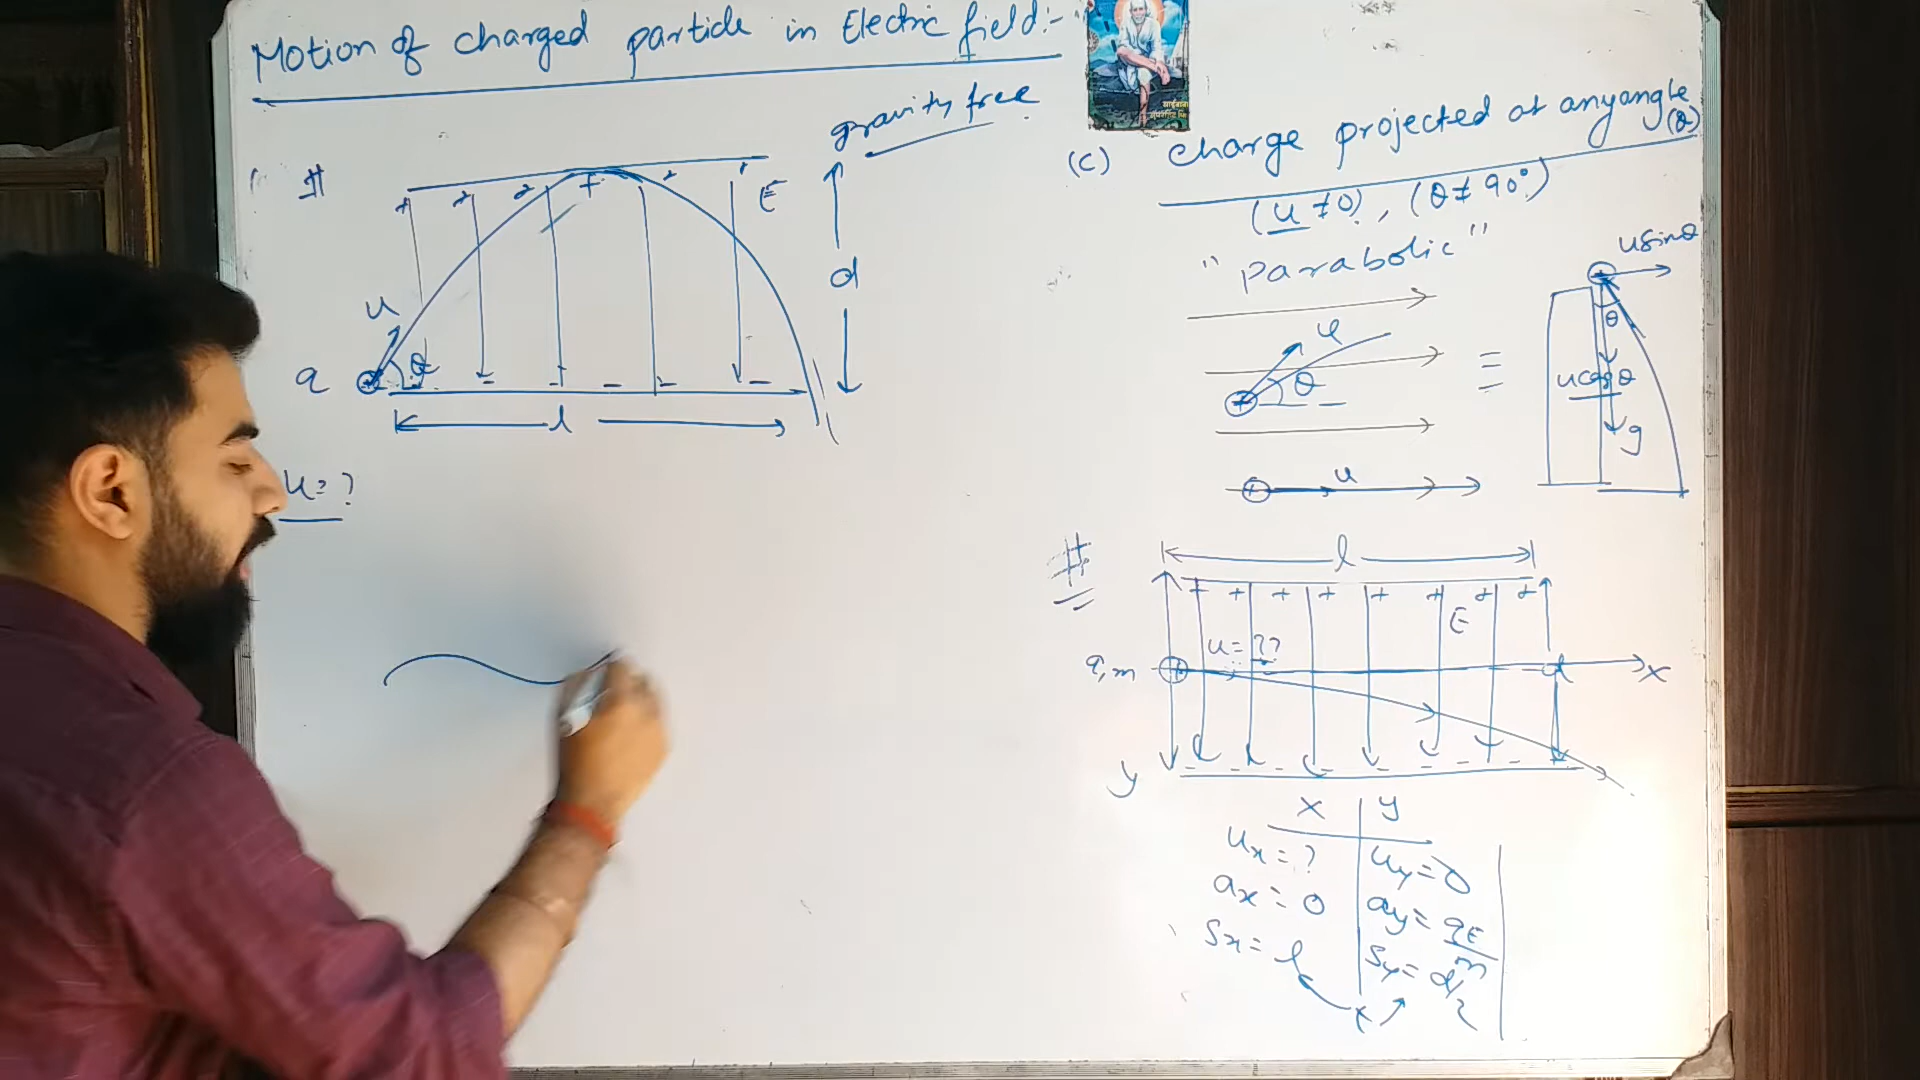 Motion of charged particle in Electric field:-
gravity free
#
+ + + + + +
E
d
u
θ
q
- - - - -
l
u=?
(C) charge projected at anyangle (θ)
(u ≠0), (θ≠ 90°)
"parabolic"
usinθ
u
θ
θ
≡
ucosθ
g
u
#
l
+ + + + + + + +
E
u= ??
q,m
d
x
- - - - - - - -
y
x | y
ux=? | uy=0
ax=0 | ay= qE/m
Sx= l | Sy= d/2
t